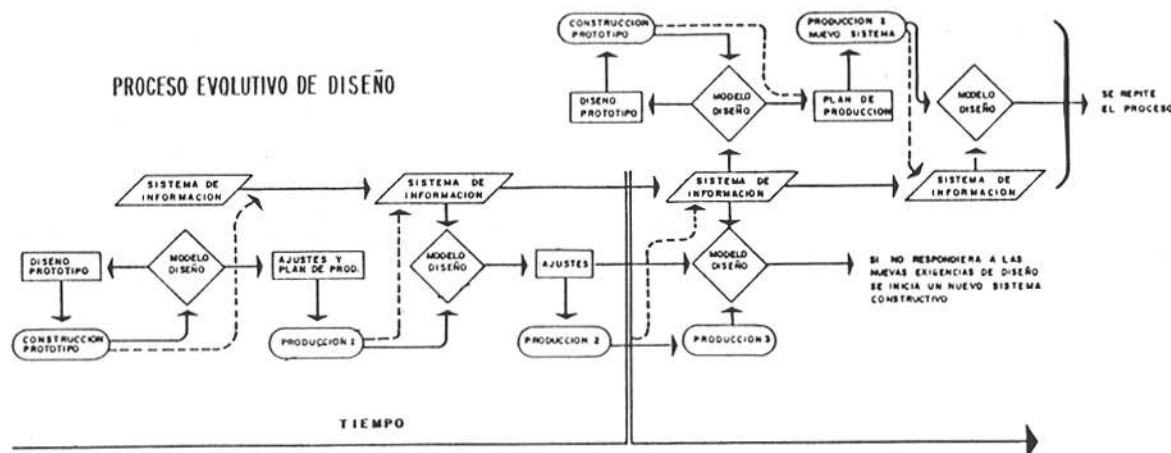 PROCESO EVOLUTIVO DE DISEÑO
CONSTRUCCION
PROTOTIPO
PRODUCCION 1
NUEVO SISTEMA
MODELO
DISEÑO
DISENO
PROTOTIPO
PLAN DE
PRODUCCION
MODELO
DISEÑO
SE REPITE
EL PROCESO
SISTEMA DE
INFORMACION
SISTEMA DE
INFORMACION
SISTEMA DE
INFORMACION
SISTEMA DE
INFORMACION
DISENO
PROTOTIPO
MODELO
DISEÑO
AJUSTES Y
PLAN DE PROD.
MODELO
DISEÑO
AJUSTES
MODELO
DISEÑO
SI NO RESPONDIERA A LAS
NUEVAS EXIGENCIAS DE DISEÑO
SE INICIA UN NUEVO SISTEMA
CONSTRUCTIVO
CONSTRUCCION
PROTOTIPO
PRODUCCION 1
PRODUCCION 2
PRODUCCION 3
TIEMPO